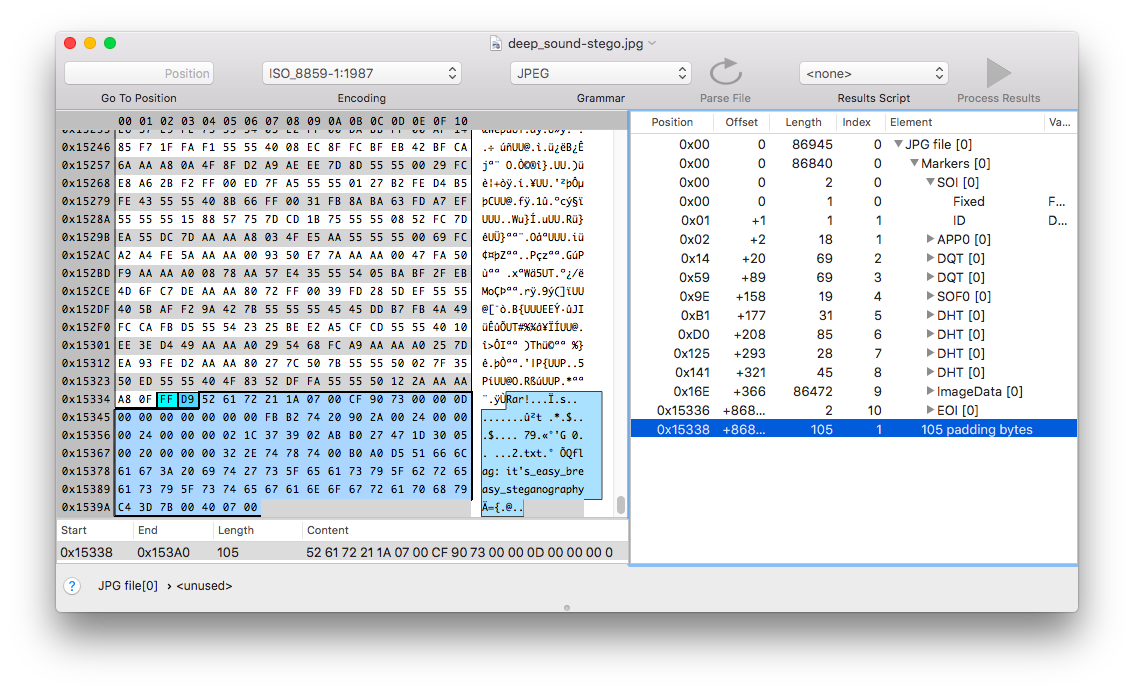 deep_sound-stego.jpg
Position
ISO_8859-1:1987
JPEG
<none>
Go To Position
Encoding
Grammar
Parse File
Results Script
Process Results
00 01 02 03 04 05 06 07 08 09 0A 0B 0C 0D 0E 0F 10
0x15246 85 F7 1F FA F1 555 55 40 08 EC 8F FC BF EB 42 BF CA
0x15257 6A AA A8 0A 4F 8F D2 A9 AE EE 7D 8D 55 55 00 29 FC
0x15268 E8 A6 2B F2 FF 00 ED 7F A5 55 55 01 27 B2 FE D4 B5
0x15279 FE 43 55 55 40 8B 66 FF 00 31 FB 8A BA 63 FD A7 EF
0x1528A 55 55 55 15 88 57 75 7D CD 1B 75 55 55 08 52 FC 7D
0x1529B EA 55 DC 7D AA AA A8 03 4F E5 AA 55 55 55 00 69 FC
0x152AC A2 A4 FE 5A AA AA 00 93 50 E7 7A AA AA 00 47 FA 50
0x152BD F9 AA AA A0 08 78 AA 57 E4 35 55 54 05 BA BF 2F EB
0x152CE 4D 6F C7 DE AA AA 80 72 FF 00 39 FD 28 5D EF 55 55
0x152DF 40 5B AF F2 9A 42 7B 55 55 55 45 45 DD B7 FB 4A 49
0x152F0 FC CA FB D5 55 54 23 25 BE E2 A5 CF CD 55 55 40 10
0x15301 EE 3E D4 49 AA AA A0 29 54 68 FC A9 AA AA A0 25 7D
0x15312 EA 93 FE D2 AA AA 80 27 7C 50 7B 55 55 50 02 7F 35
0x15323 50 ED 55 55 40 4F 83 52 DF FA 55 55 50 12 2A AA AA
0x15334 A8 0F FF D9 52 61 72 21 1A 07 00 CF 90 73 00 00 0D ¨.ÿÙRar!...Ï.s..
0x15345 00 00 00 00 00 00 00 FB B2 74 20 90 2A 00 24 00 00 .......û²t .*.$..
0x15356 00 24 00 00 00 02 1C 37 39 02 AB B0 27 47 1D 30 05 .$.....79.«°'G.0.
0x15367 00 20 00 00 00 32 2E 74 78 74 00 B0 A0 D5 51 66 6C . ...2.txt.° ÕQfl
0x15378 61 67 3A 20 69 74 27 73 5F 65 61 73 79 5F 62 72 65 ag: it's_easy_bre
0x15389 61 73 79 5F 73 74 65 67 61 6E 6F 67 72 61 70 68 79 asy_steganography
0x1539A C4 3D 7B 00 40 07 00 Ä={.@..
Start End Length Content
0x15338 0x153A0 105 52 61 72 21 1A 07 00 CF 90 73 00 00 0D 00 00 00 0
JPG file[0] › <unused>
Position Offset Length Index Element Va...
0x00 0 86945 0 JPG file [0]
0x00 0 86840 0 Markers [0]
0x00 0 2 0 SOI [0]
0x00 0 1 0 Fixed F...
0x01 +1 1 1 ID D...
0x02 +2 18 1 APP0 [0]
0x14 +20 69 2 DQT [0]
0x59 +89 69 3 DQT [0]
0x9E +158 19 4 SOF0 [0]
0xB1 +177 31 5 DHT [0]
0xD0 +208 85 6 DHT [0]
0x125 +293 28 7 DHT [0]
0x141 +321 45 8 DHT [0]
0x16E +366 86472 9 ImageData [0]
0x15336 +868... 2 10 EOI [0]
0x15338 +868... 105 1 105 padding bytes